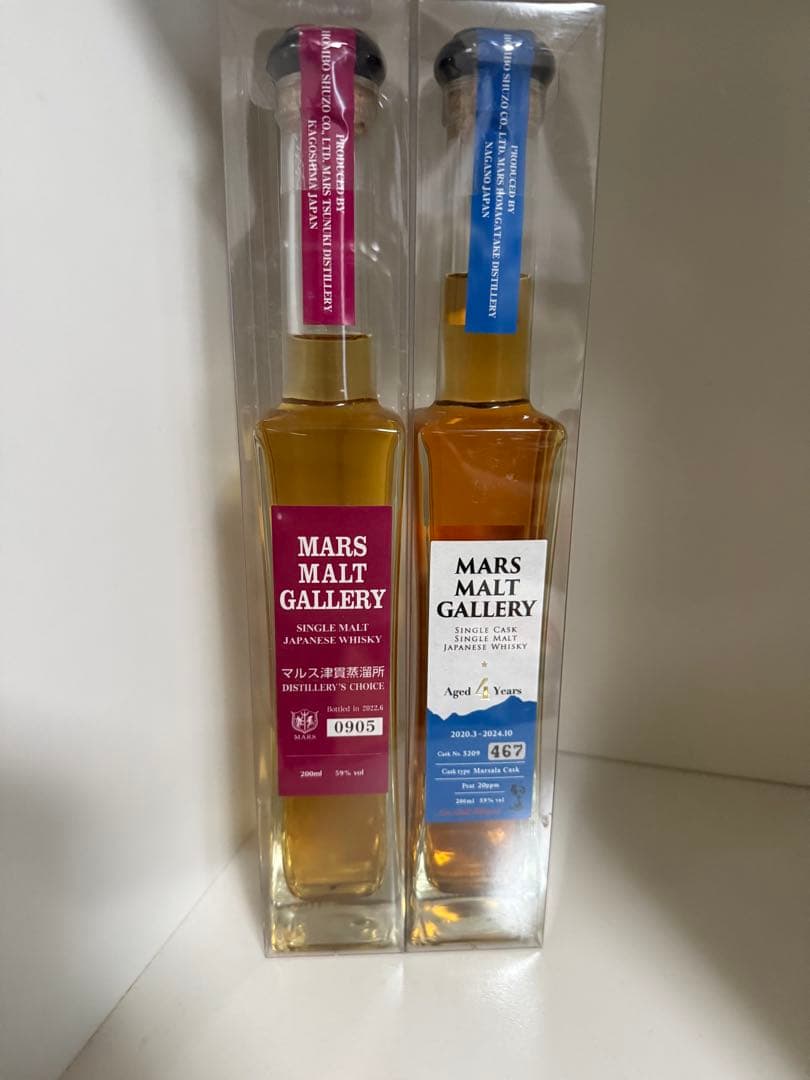 PRODUCED BY
HOMBO SHUZO CO., LTD. MARS TSUNUKI DISTILLERY
KAGOSHIMA JAPAN
MARS
MALT
GALLERY
SINGLE MALT
JAPANESE WHISKY
マルス津貫蒸溜所
DISTILLERY'S CHOICE
Bottled in 2022.6
0905
MARS
200ml 59% vol
PRODUCED BY
HOMBO SHUZO CO., LTD. MARS KOMAGATAKE DISTILLERY
NAGANO JAPAN
MARS
MALT
GALLERY
SINGLE CASK
SINGLE MALT
JAPANESE WHISKY
Aged 4 Years
2020.3-2024.10
Cask No. 5209 467
Cask type Marsala Cask
Peat 20ppm
200ml 59% vol